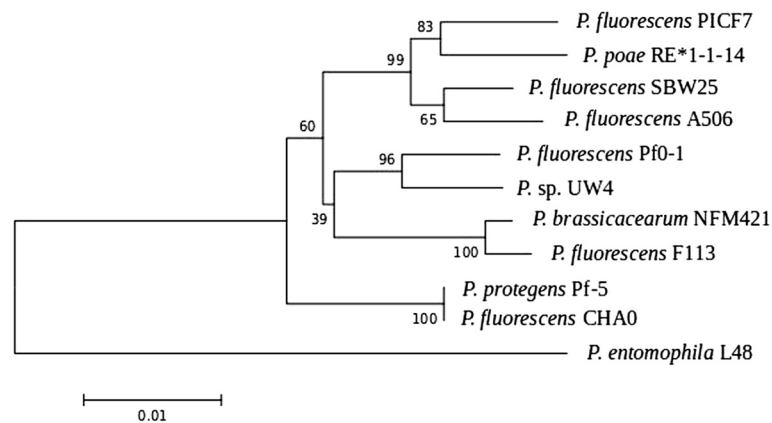 83
P. fluorescens PICF7
P. poae RE*1-1-14
99
P. fluorescens SBW25
65
P. fluorescens A506
60
96
P. fluorescens Pf0-1
P. sp. UW4
39
P. brassicacearum NFM421
100
P. fluorescens F113
P. protegens Pf-5
100
P. fluorescens CHA0
P. entomophila L48
0.01